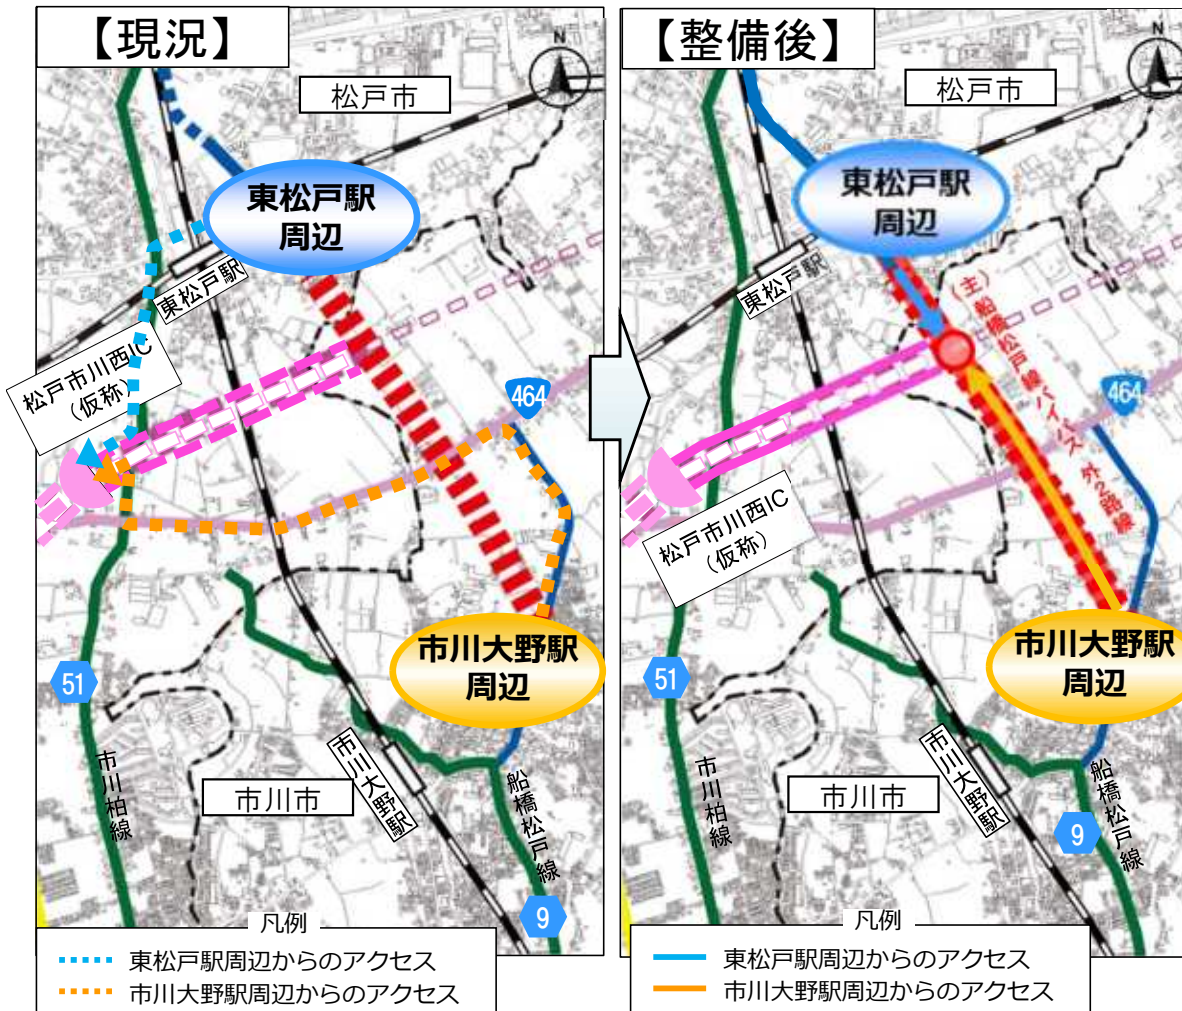 【現況】
N
松戸市
東松戸駅
周辺
東松戸駅
松戸市川西IC
(仮称)
464
市川大野駅
周辺
51
市川柏線
市川市
市川大野駅
船橋松戸線
9
凡例
東松戸駅周辺からのアクセス
市川大野駅周辺からのアクセス
【整備後】
N
松戸市
東松戸駅
周辺
東松戸駅
(主)船橋松戸線バイパス 外2路線
464
松戸市川西IC
(仮称)
市川大野駅
周辺
51
市川柏線
市川市
市川大野駅
船橋松戸線
9
凡例
東松戸駅周辺からのアクセス
市川大野駅周辺からのアクセス